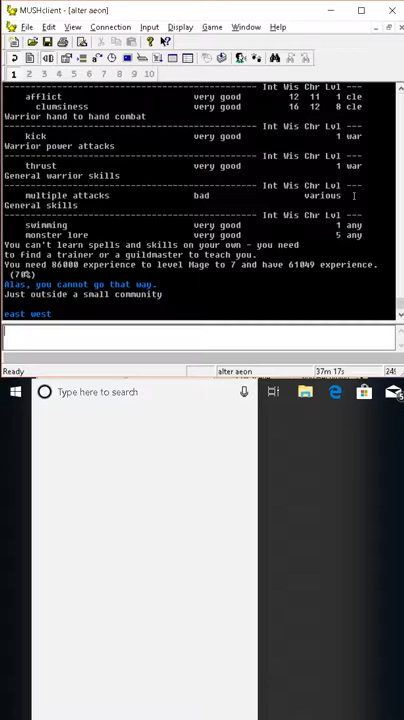 MUSHclient - [alter aeon]
File Edit View Connection Input Display Game Window Help
1 2 3 4 5 6 7 8 9 10
Int Wis Chr Lvl ---
afflict very good 12 11 1 cle
clumsiness very good 16 12 8 cle
Int Wis Chr Lvl ---
Warrior hand to hand combat
kick very good 1 war
Int Wis Chr Lvl ---
Warrior power attacks
thrust very good 1 war
Int Wis Chr Lvl ---
General warrior skills
multiple attacks bad various
Int Wis Chr Lvl ---
General skills
swimming very good 1 any
monster lore very good 5 any
You can't learn spells and skills on your own - you need
to find a trainer or a guildmaster to teach you.
You need 86000 experience to level Mage to 7 and have 61049 experience.
Alas, you cannot go that way.
Just outside a small community
east west
Ready alter aeon 37m 17s
Type here to search